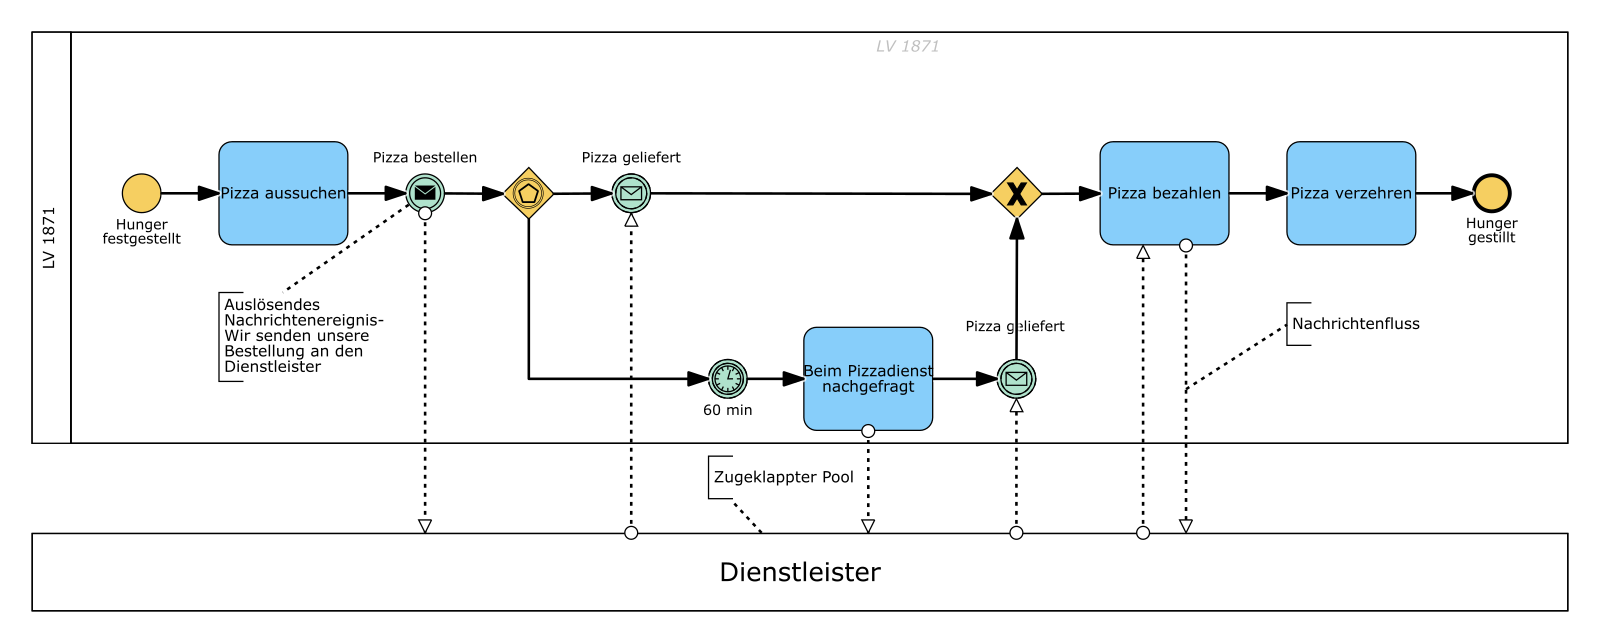 LV 1871
LV 1871
Pizza bestellen
Pizza geliefert
Pizza aussuchen
Pizza bezahlen
Pizza verzehren
Hunger
festgestellt
Hunger
gestillt
Auslösendes
Nachrichtenereignis-
Wir senden unsere
Bestellung an den
Dienstleister
Pizza geliefert
Nachrichtenfluss
Beim Pizzadienst
nachgefragt
60 min
Zugeklappter Pool
Dienstleister